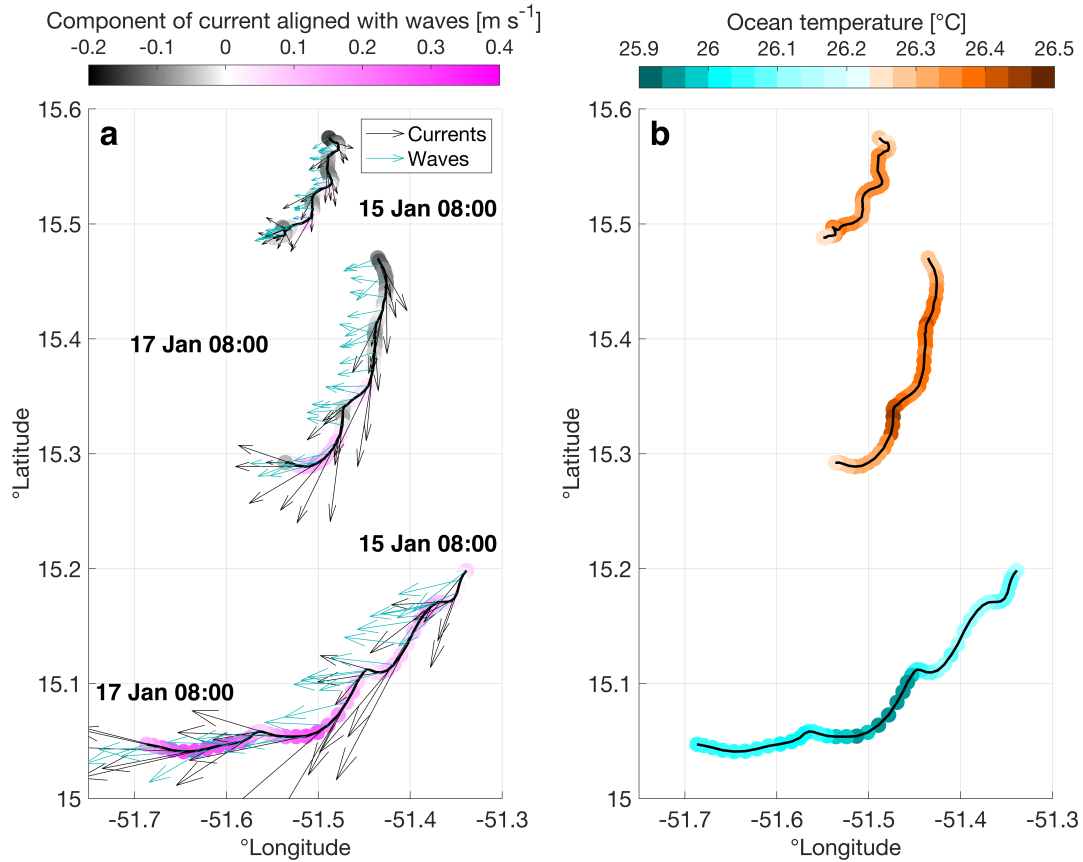 Component of current aligned with waves [m s-1]
-0.2 -0.1 0 0.1 0.2 0.3 0.4
a
Currents
Waves
15 Jan 08:00
17 Jan 08:00
15 Jan 08:00
17 Jan 08:00
15.6
15.5
15.4
15.3
15.2
15.1
15
°Latitude
-51.7 -51.6 -51.5 -51.4 -51.3
°Longitude
Ocean temperature [°C]
25.9 26 26.1 26.2 26.3 26.4 26.5
b
15.6
15.5
15.4
15.3
15.2
15.1
15
°Latitude
-51.7 -51.6 -51.5 -51.4 -51.3
°Longitude